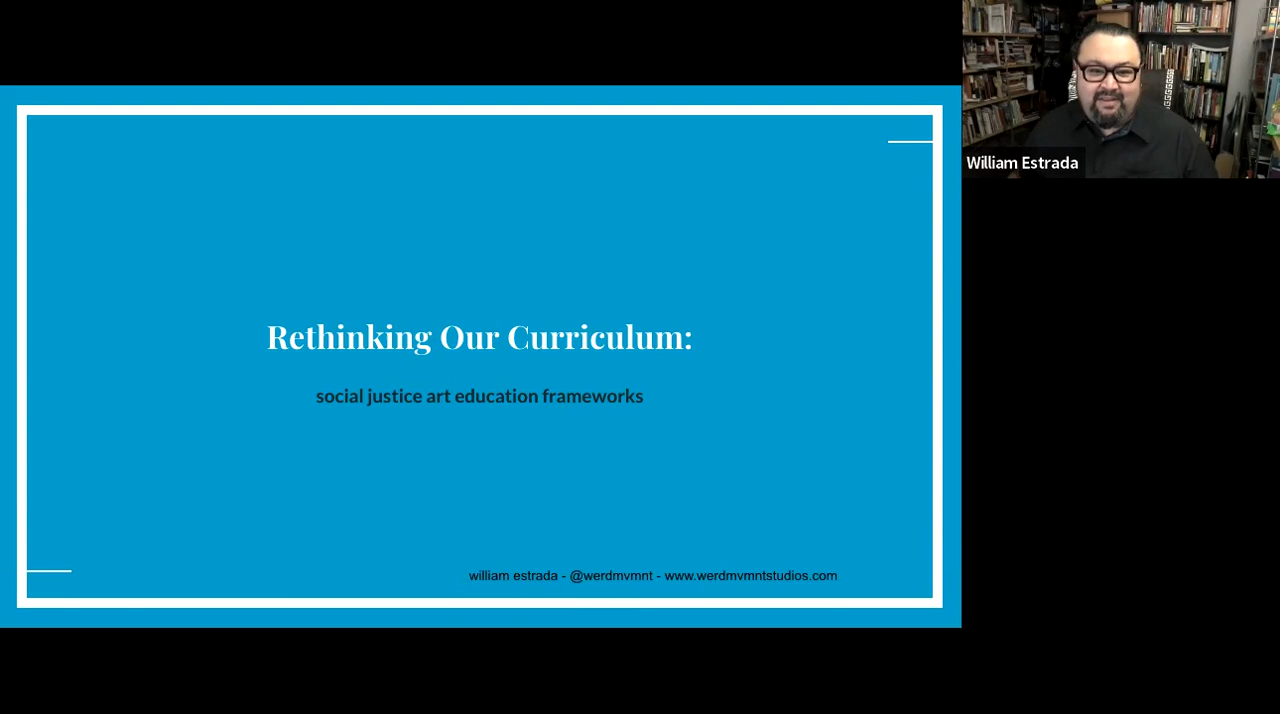 William Estrada
Rethinking Our Curriculum:
social justice art education frameworks
william estrada - @werdmvmnt - www.werdmvmntstudios.com